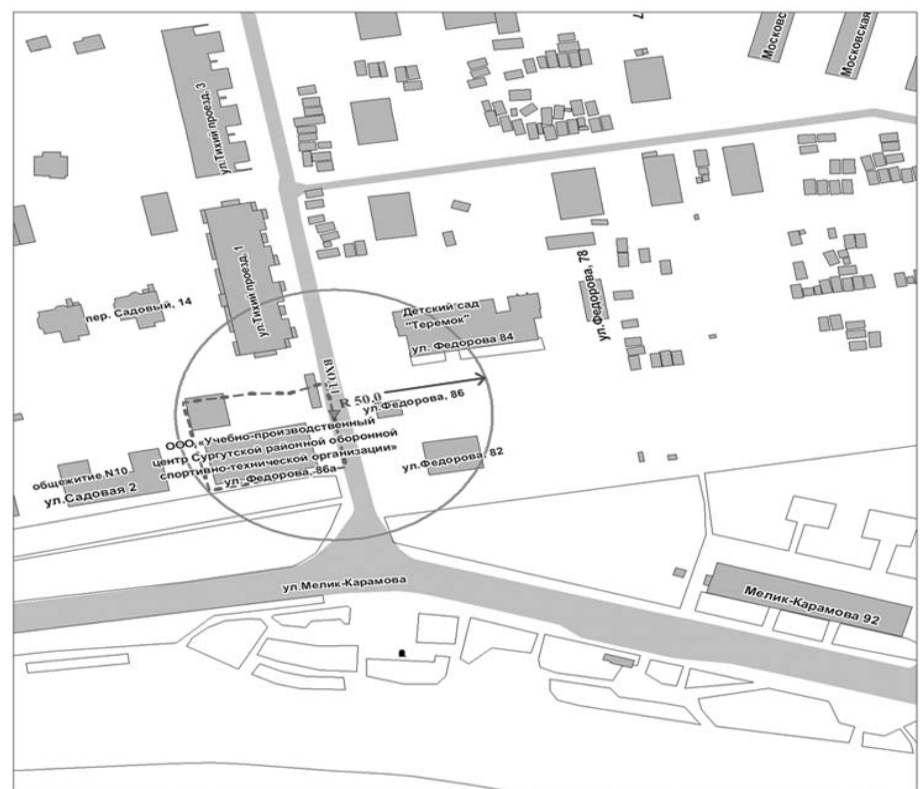 Московская
Московская
ул.Тихий проезд, 3
ул.Тихий проезд, 1
пер. Садовый, 14
Детский сад
"Теремок"
ул. Федорова 84
ул.Федорова, 78
ВХОД
R 50,0
ул.Федорова, 86
ООО «Учебно-производственный
центр Сургутской районной оборонной
спортивно-технической организации»
ул. Федорова, 86а
ул.Федорова, 82
общежитие N10
ул.Садовая 2
ул.Мелик-Карамова
Мелик-Карамова 92